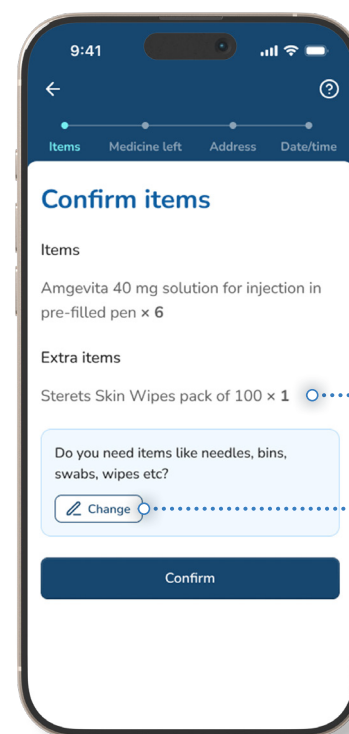 9:41
Items Medicine left Address Date/time
Confirm items
Items
Amgevita 40 mg solution for injection in
pre-filled pen × 6
Extra items
Sterets Skin Wipes pack of 100 × 1
Do you need items like needles, bins,
swabs, wipes etc?
Change
Confirm